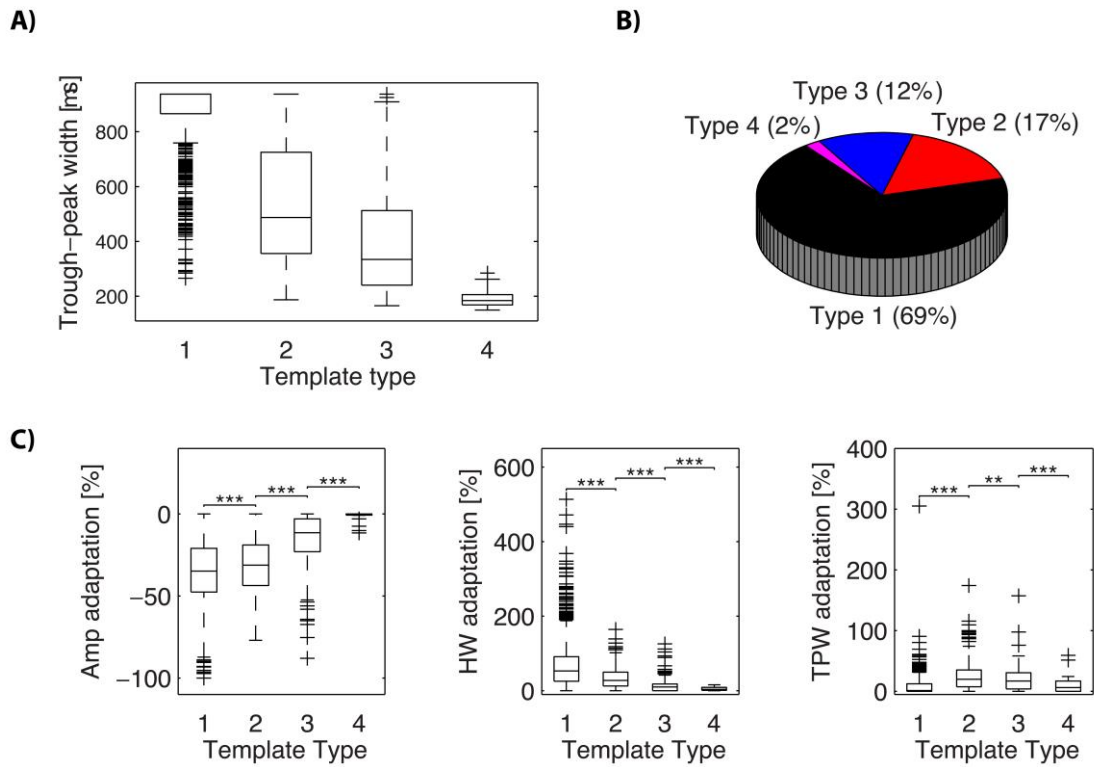 A)
B)
Trough-peak width [ms]
800
600
400
200
1 2 3 4
Template type
Type 3 (12%)
Type 4 (2%)
Type 2 (17%)
Type 1 (69%)
C)
Amp adaptation [%]
0
-50
-100
*** *** ***
1 2 3 4
Template Type
HW adaptation [%]
600
400
200
0
*** *** ***
1 2 3 4
Template Type
TPW adaptation [%]
400
300
200
100
0
*** ** ***
1 2 3 4
Template Type